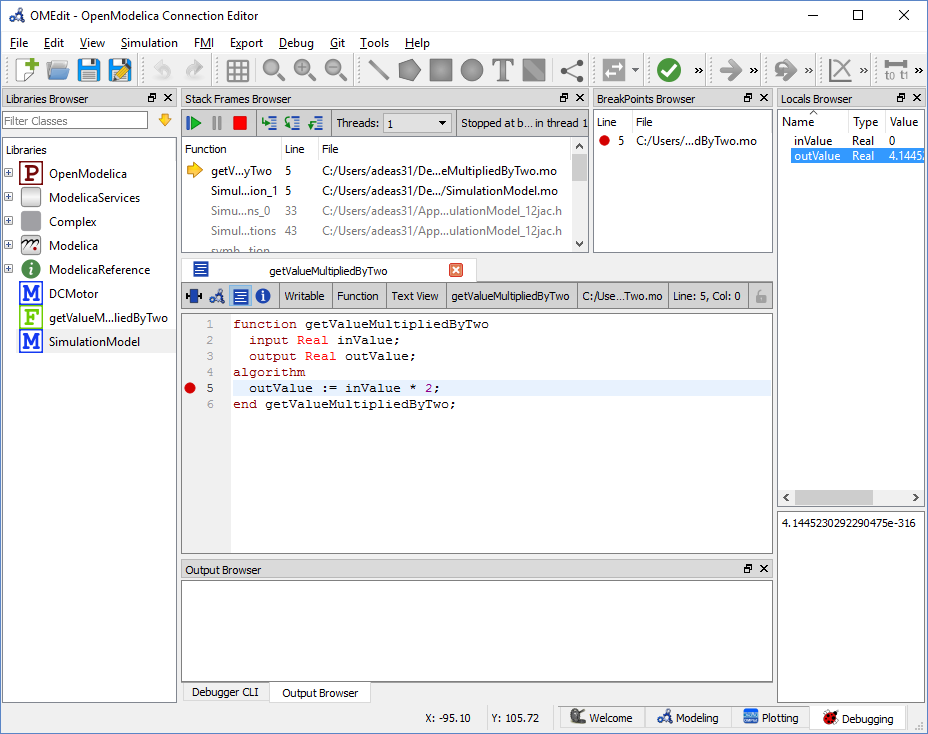 OMEdit - OpenModelica Connection Editor
File Edit View Simulation FMI Export Debug Git Tools Help
Libraries Browser
Filter Classes
Libraries
OpenModelica
ModelicaServices
Complex
Modelica
ModelicaReference
DCMotor
getValueM...liedByTwo
SimulationModel
Stack Frames Browser
Threads: 1 Stopped at b... in thread 1
Function Line File
getV...yTwo 5 C:/Users/adeas31/De...eMultipliedByTwo.mo
Simul...ion_1 5 C:/Users/adeas31/De.../SimulationModel.mo
Simu...ns_0 33 C:/Users/adeas31/App...ulationModel_12jac.h
Simul...tions 43 C:/Users/adeas31/App...ulationModel_12jac.h
symb...tion
BreakPoints Browser
Line File
5 C:/Users/...dByTwo.mo
Locals Browser
Name Type Value
inValue Real 0
outValue Real 4.14452
4.1445230292290475e-316
getValueMultipliedByTwo
Writable Function Text View getValueMultipliedByTwo C:/Use...Two.mo Line: 5, Col: 0
1 function getValueMultipliedByTwo
2 input Real inValue;
3 output Real outValue;
4 algorithm
5 outValue := inValue * 2;
6 end getValueMultipliedByTwo;
Output Browser
Debugger CLI Output Browser
X: -95.10 Y: 105.72 Welcome Modeling Plotting Debugging